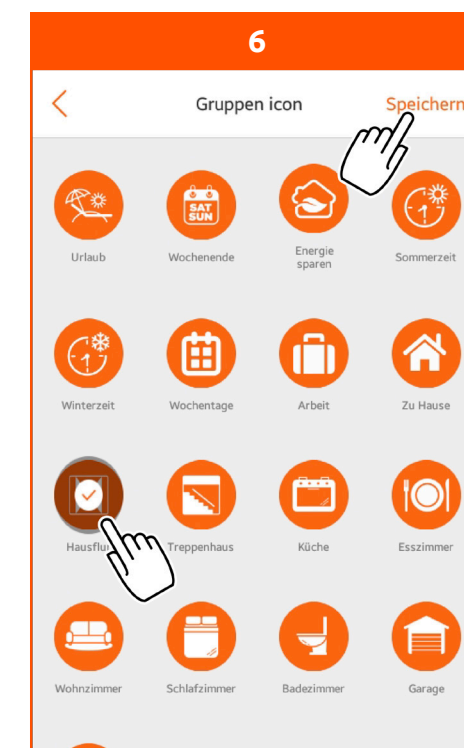 6
Gruppen icon
Speichern
SAT
SUN
Urlaub
Wochenende
Energie
sparen
Sommerzeit
Winterzeit
Wochentage
Arbeit
Zu Hause
Hausflur
Treppenhaus
Küche
Esszimmer
Wohnzimmer
Schlafzimmer
Badezimmer
Garage